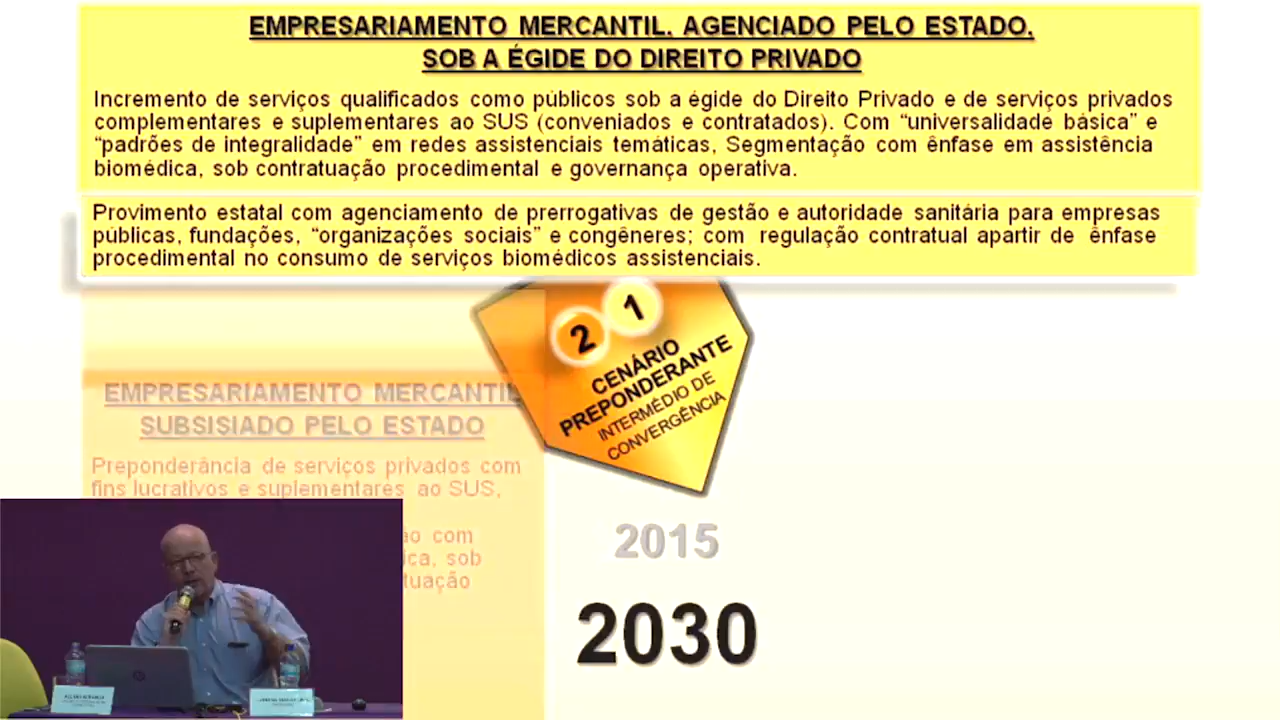 EMPRESARIAMENTO MERCANTIL, AGENCIADO PELO ESTADO,
SOB A ÉGIDE DO DIREITO PRIVADO
Incremento de serviços qualificados como públicos sob a égide do Direito Privado e de serviços privados
complementares e suplementares ao SUS (conveniados e contratados). Com “universalidade básica” e
“padrões de integralidade” em redes assistenciais temáticas, Segmentação com ênfase em assistência
biomédica, sob contratuação procedimental e governança operativa.
Provimento estatal com agenciamento de prerrogativas de gestão e autoridade sanitária para empresas
públicas, fundações, “organizações sociais” e congêneres; com regulação contratual apartir de ênfase
procedimental no consumo de serviços biomédicos assistenciais.
2 1
CENÁRIO
PREPONDERANTE
INTERMÉDIO DE
CONVERGÊNCIA
EMPRESARIAMENTO MERCANTIL
SUBSISIADO PELO ESTADO
Preponderância de serviços privados com
fins lucrativos e suplementares ao SUS,
com
sob
2015
2030